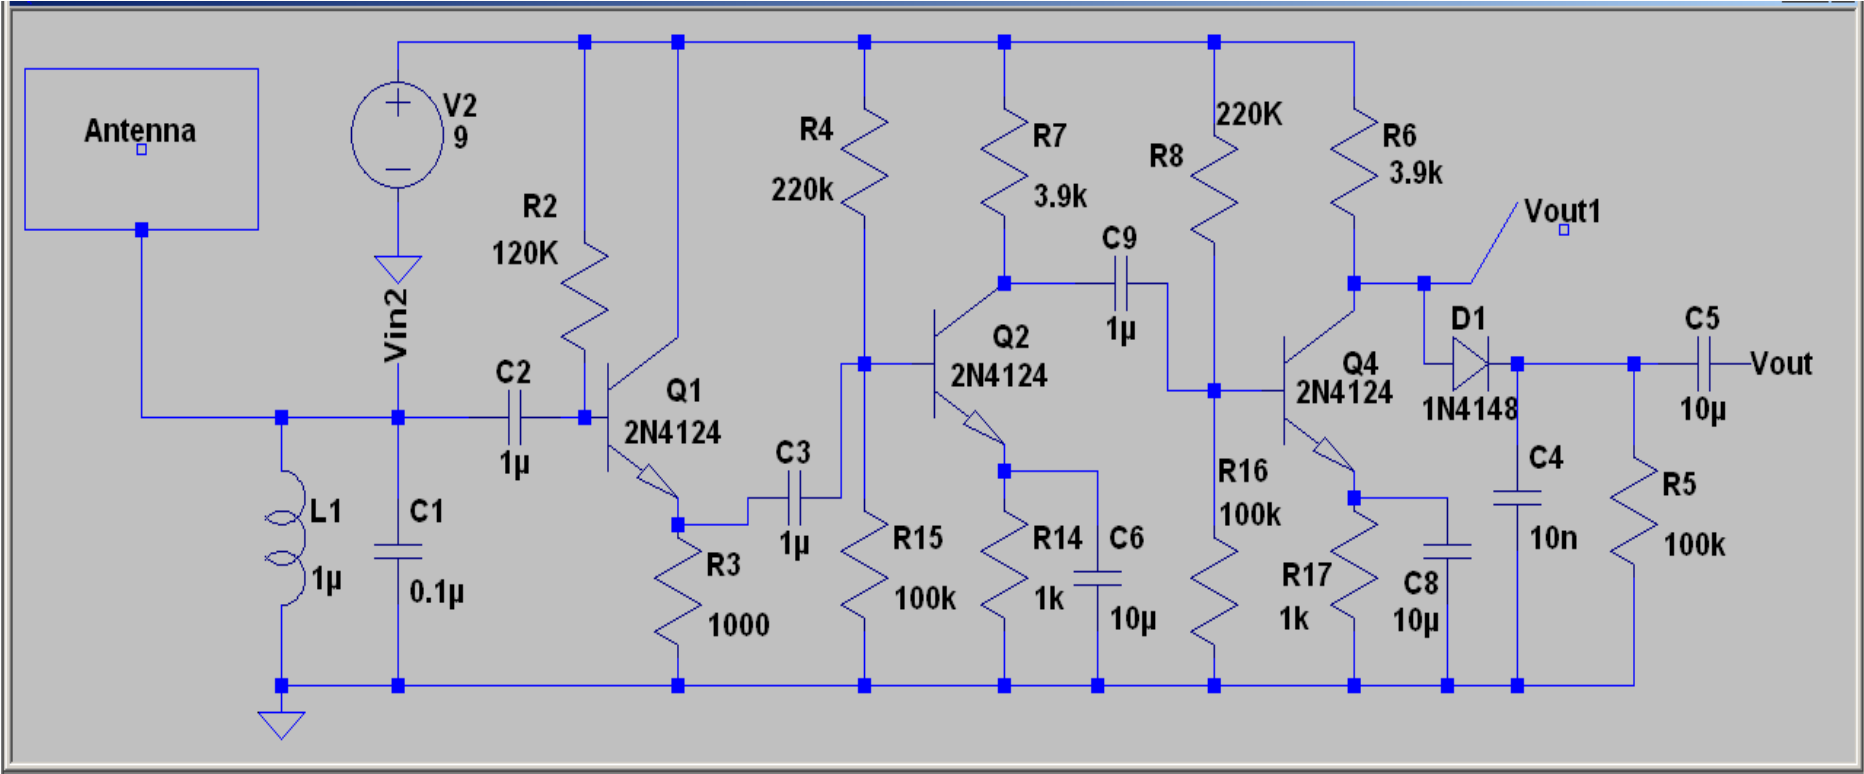 Antenna
V2
9
Vin2
R2
120K
C2
1µ
Q1
2N4124
L1
1µ
C1
0.1µ
R3
1000
C3
1µ
R4
220k
R15
100k
R7
3.9k
Q2
2N4124
R14
1k
C6
10µ
C9
1µ
220K
R8
R16
100k
R6
3.9k
Q4
2N4124
R17
1k
C8
10µ
Vout1
D1
1N4148
C4
10n
R5
100k
C5
10µ
Vout